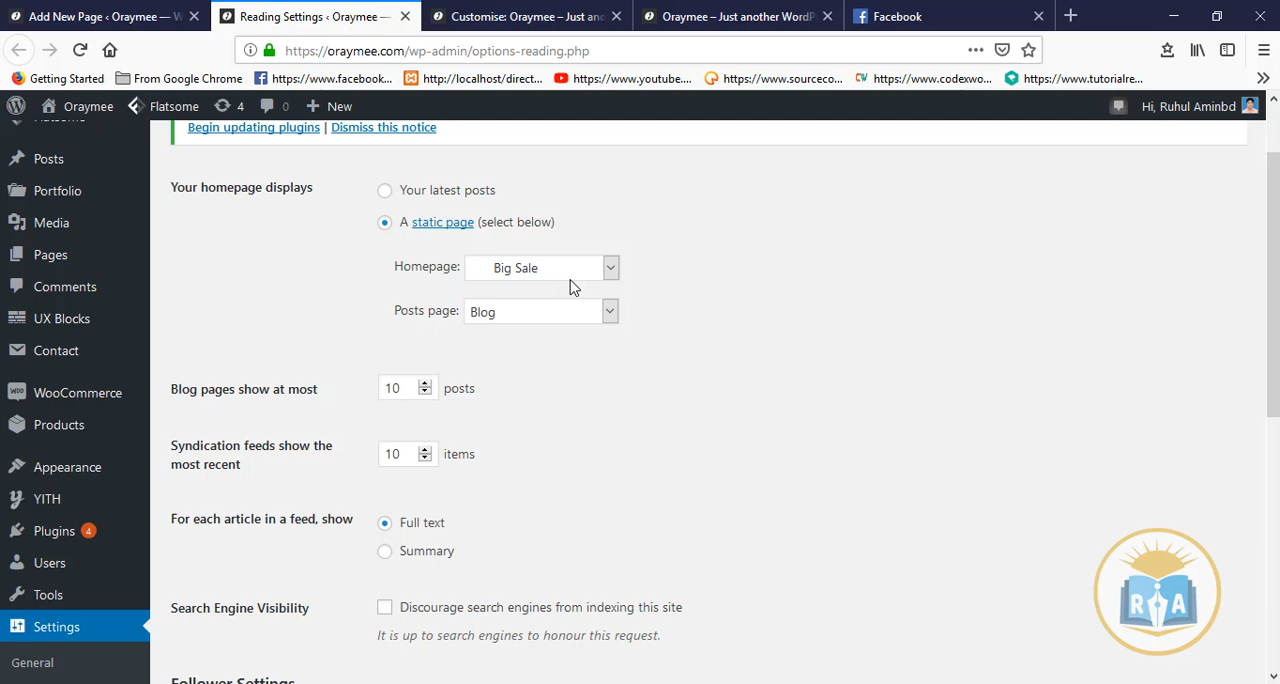 Add New Page ‹ Oraymee — W
Reading Settings ‹ Oraymee —
Customise: Oraymee – Just an
Oraymee – Just another WordP
Facebook
https://oraymee.com/wp-admin/options-reading.php
Getting Started
From Google Chrome
https://www.facebook...
http://localhost/direct...
https://www.youtube....
https://www.sourceco...
https://www.codexwo...
https://www.tutorialre...
Oraymee
Flatsome
4
0
New
Hi, Ruhul Aminbd
Begin updating plugins | Dismiss this notice
Posts
Portfolio
Media
Pages
Comments
UX Blocks
Contact
WooCommerce
Products
Appearance
YITH
Plugins 4
Users
Tools
Settings
General
Your homepage displays
Your latest posts
A static page (select below)
Homepage: Big Sale
Posts page: Blog
Blog pages show at most
10 posts
Syndication feeds show the
most recent
10 items
For each article in a feed, show
Full text
Summary
Search Engine Visibility
Discourage search engines from indexing this site
It is up to search engines to honour this request.
Follower Settings
R A